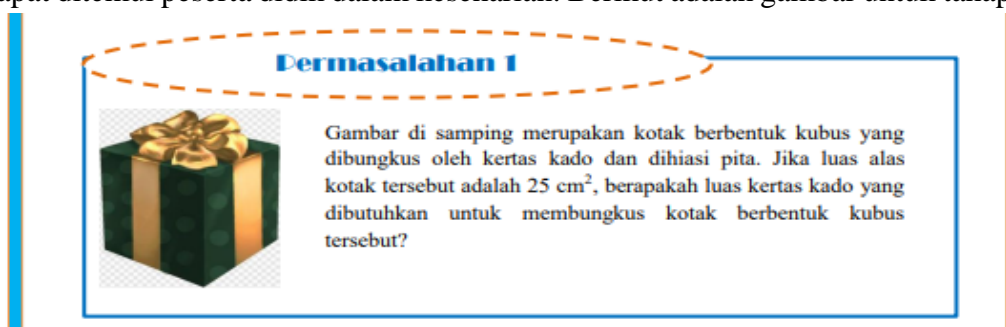 Permasalahan 1
Gambar di samping merupakan kotak berbentuk kubus yang
dibungkus oleh kertas kado dan dihiasi pita. Jika luas alas
kotak tersebut adalah 25 cm², berapakah luas kertas kado yang
dibutuhkan untuk membungkus kotak berbentuk kubus
tersebut?